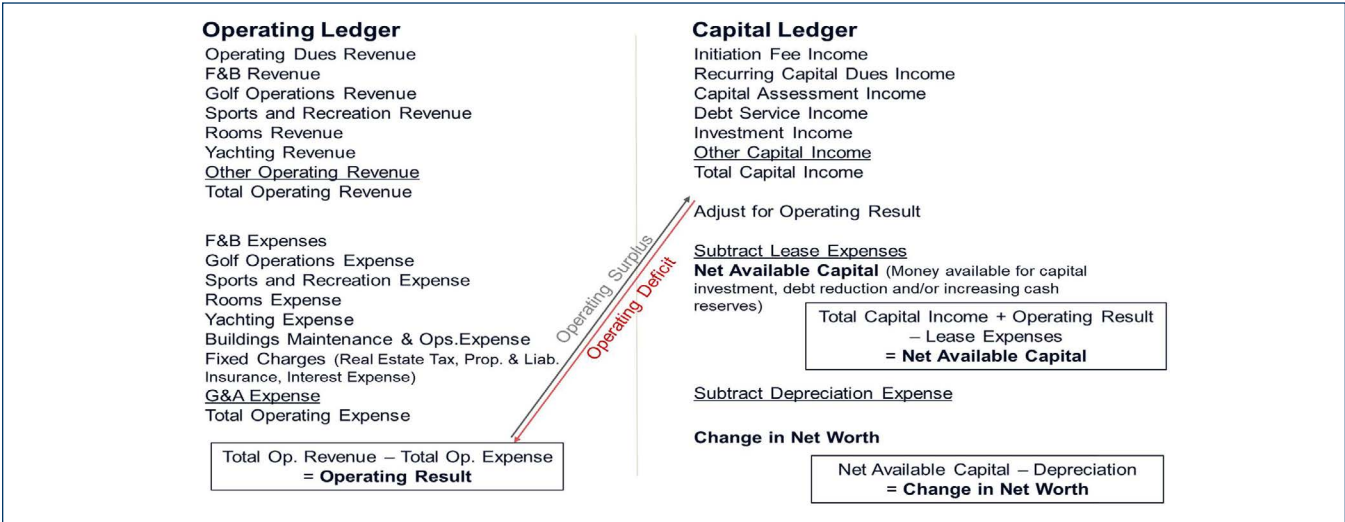 Operating Ledger
Operating Dues Revenue
F&B Revenue
Golf Operations Revenue
Sports and Recreation Revenue
Rooms Revenue
Yachting Revenue
Other Operating Revenue
Total Operating Revenue
F&B Expenses
Golf Operations Expense
Sports and Recreation Expense
Rooms Expense
Yachting Expense
Buildings Maintenance & Ops.Expense
Fixed Charges (Real Estate Tax, Prop. & Liab.
Insurance, Interest Expense)
G&A Expense
Total Operating Expense
Total Op. Revenue – Total Op. Expense
= Operating Result
Operating Surplus
Operating Deficit
Capital Ledger
Initiation Fee Income
Recurring Capital Dues Income
Capital Assessment Income
Debt Service Income
Investment Income
Other Capital Income
Total Capital Income
Adjust for Operating Result
Subtract Lease Expenses
Net Available Capital (Money available for capital
investment, debt reduction and/or increasing cash
reserves)
Total Capital Income + Operating Result
– Lease Expenses
= Net Available Capital
Subtract Depreciation Expense
Change in Net Worth
Net Available Capital – Depreciation
= Change in Net Worth